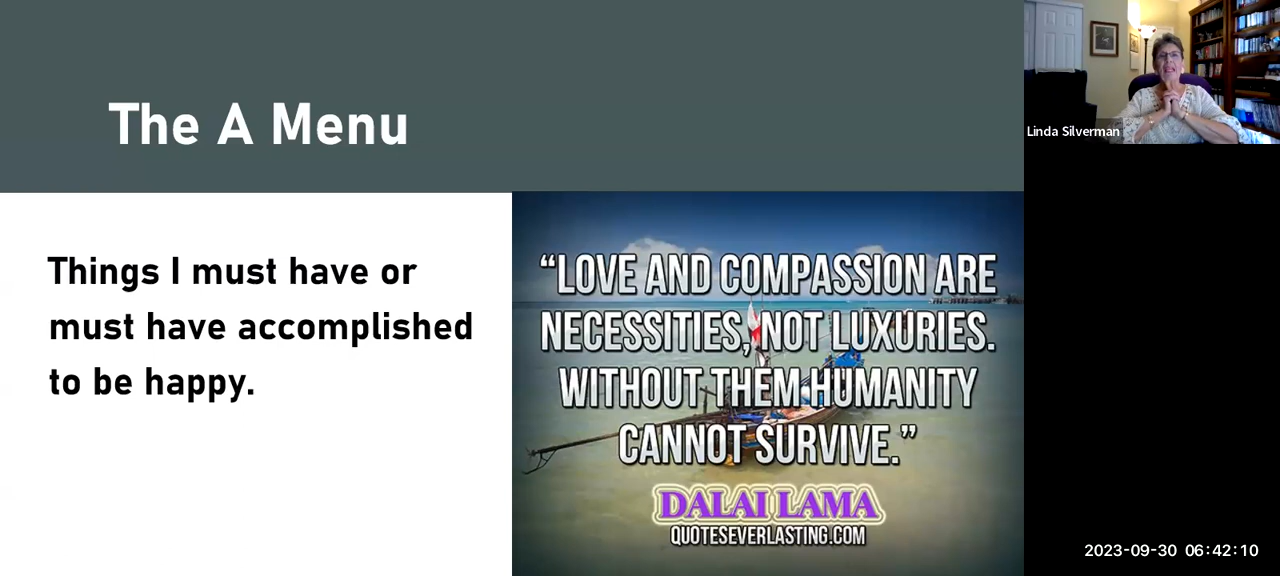 The A Menu
Things I must have or
must have accomplished
to be happy.
“LOVE AND COMPASSION ARE
NECESSITIES, NOT LUXURIES.
WITHOUT THEM HUMANITY
CANNOT SURVIVE.”
DALAI LAMA
QUOTESEVERLASTING.COM
Linda Silverman
2023-09-30 06:42:10